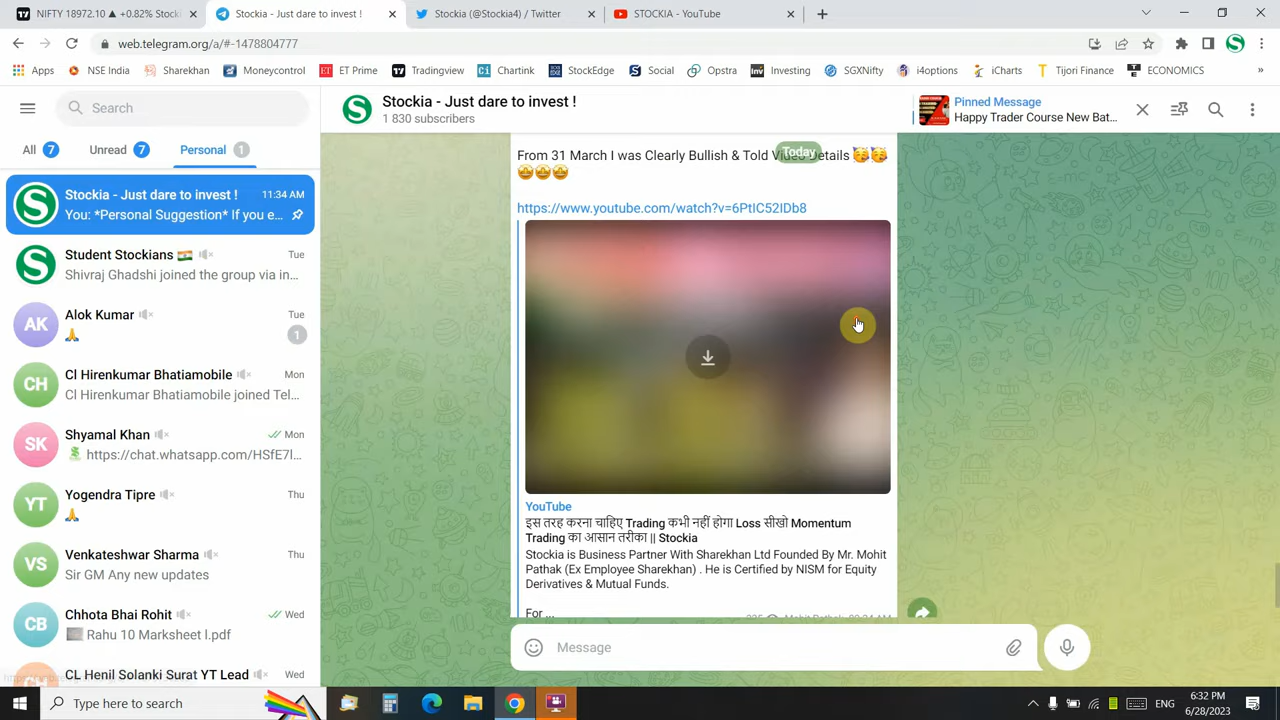 NIFTY 18972.10 ▲ +0.82% Stock
Stockia - Just dare to invest !
Stockia (@Stockia4) / Twitter
STOCKIA - YouTube
web.telegram.org/a/#-1478804777
Apps
NSE India
Sharekhan
Moneycontrol
ET Prime
Tradingview
Chartink
StockEdge
Social
Opstra
Investing
SGXNifty
i4options
iCharts
Tijori Finance
ECONOMICS
Search
Stockia - Just dare to invest !
1 830 subscribers
Pinned Message
Happy Trader Course New Bat...
All 7
Unread 7
Personal 1
Stockia - Just dare to invest ! 11:34 AM
You: *Personal Suggestion* If you e...
Student Stockians 🇮🇳 Tue
Shivraj Ghadshi joined the group via in...
AK
Alok Kumar Tue
🙏 1
CH
Cl Hirenkumar Bhatiamobile Mon
Cl Hirenkumar Bhatiamobile joined Tel...
SK
Shyamal Khan Mon
https://chat.whatsapp.com/HSfE7l...
YT
Yogendra Tipre Thu
🙏
VS
Venkateshwar Sharma Thu
Sir GM Any new updates
CB
Chhota Bhai Rohit Wed
Rahu 10 Marksheet l.pdf
CL Henil Solanki Surat YT Lead Wed
Today
From 31 March I was Clearly Bullish & Told Video Details 🥳🥳
🤩🤩🤩
https://www.youtube.com/watch?v=6PtIC52IDb8
YouTube
इस तरह करना चाहिए Trading कभी नहीं होगा Loss सीखो Momentum
Trading का आसान तरीका || Stockia
Stockia is Business Partner With Sharekhan Ltd Founded By Mr. Mohit
Pathak (Ex Employee Sharekhan) . He is Certified by NISM for Equity
Derivatives & Mutual Funds.
For ...
Message
Type here to search
ENG
6:32 PM
6/28/2023